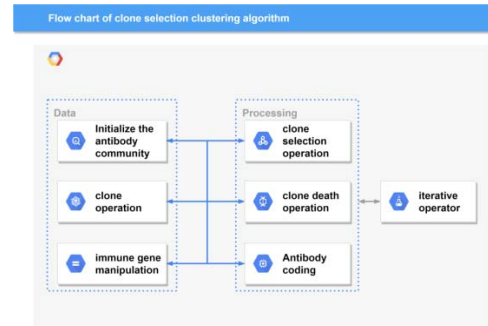 Flow chart of clone selection clustering algorithm
Data
Initialize the
antibody
community
clone
operation
immune gene
manipulation
Processing
clone
selection
operation
clone death
operation
Antibody
coding
iterative
operator